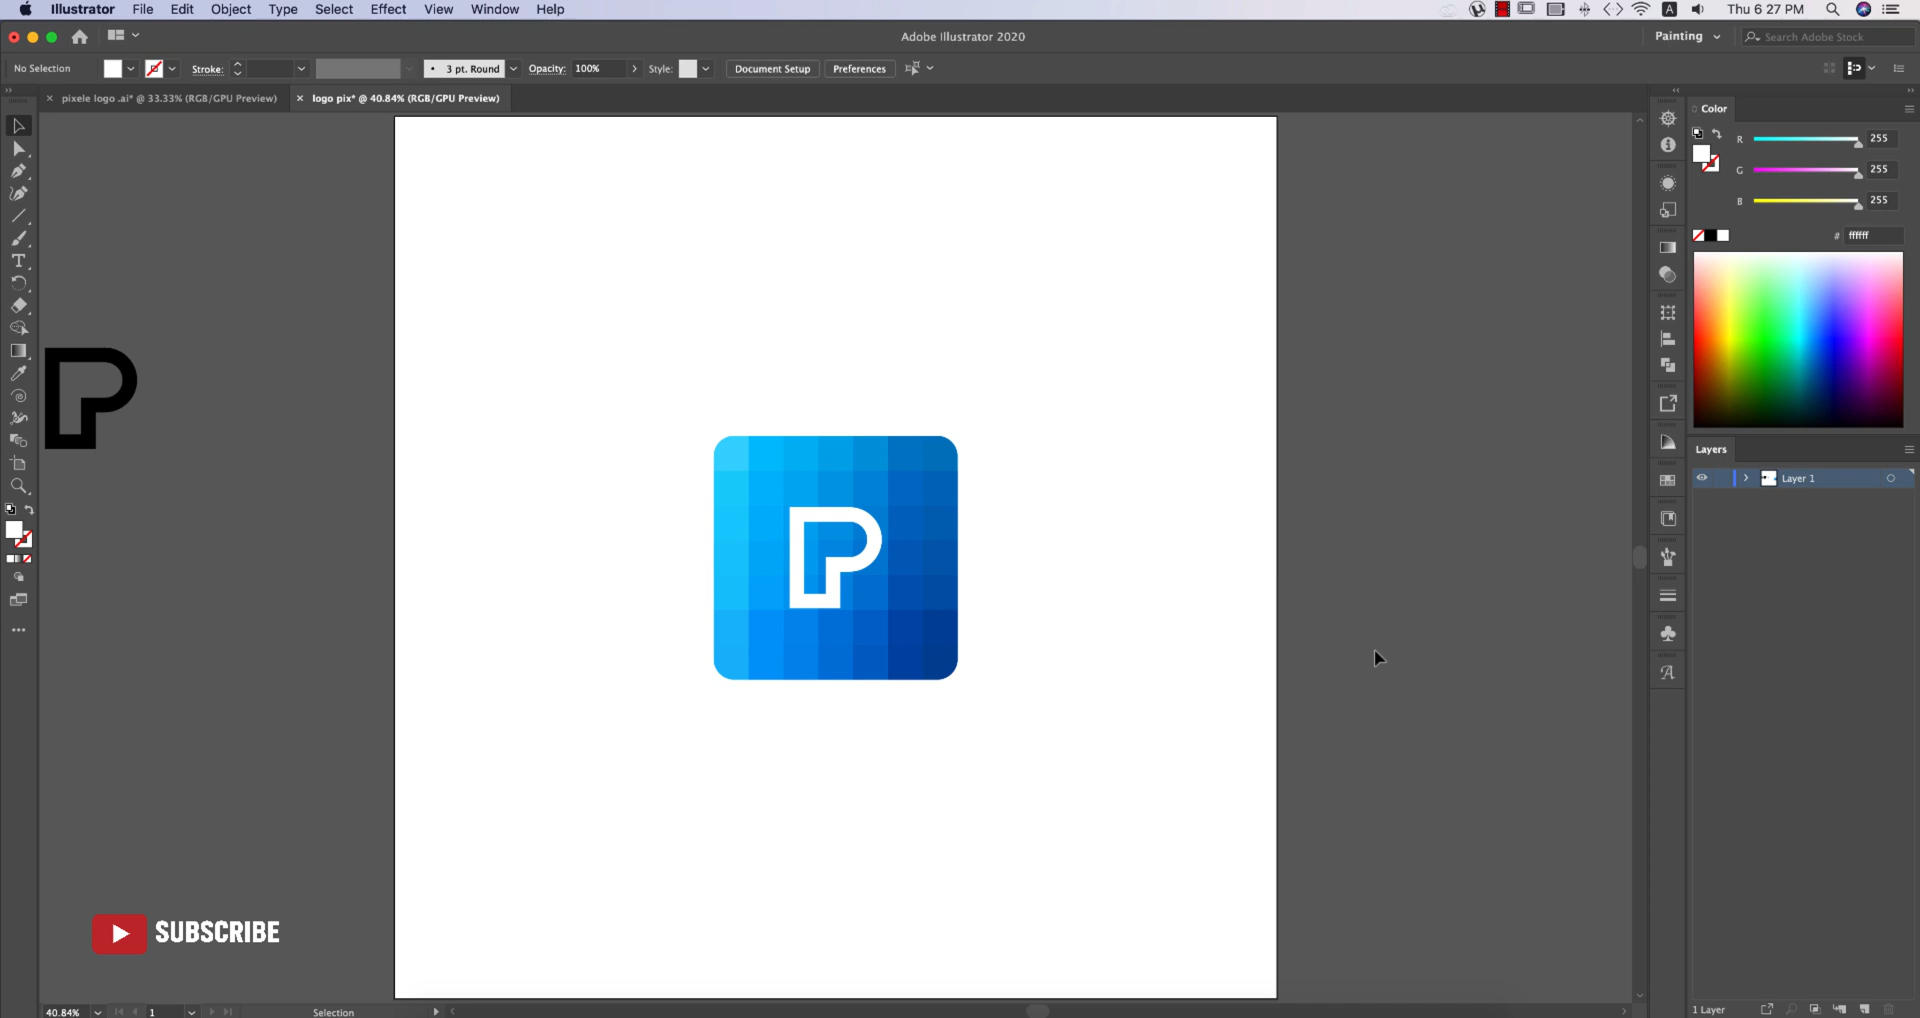 Illustrator File Edit Object Type Select Effect View Window Help
A Thu 6 27 PM
Adobe Illustrator 2020
Painting
Search Adobe Stock
No Selection
Stroke:
3 pt. Round
Opacity: 100%
Style:
Document Setup
Preferences
pixele logo .ai* @ 33.33% (RGB/GPU Preview)
logo pix* @ 40.84% (RGB/GPU Preview)
Color
R 255
G 255
B 255
# ffffff
P
P
Layers
Layer 1
SUBSCRIBE
40.84%
1
Selection
1 Layer